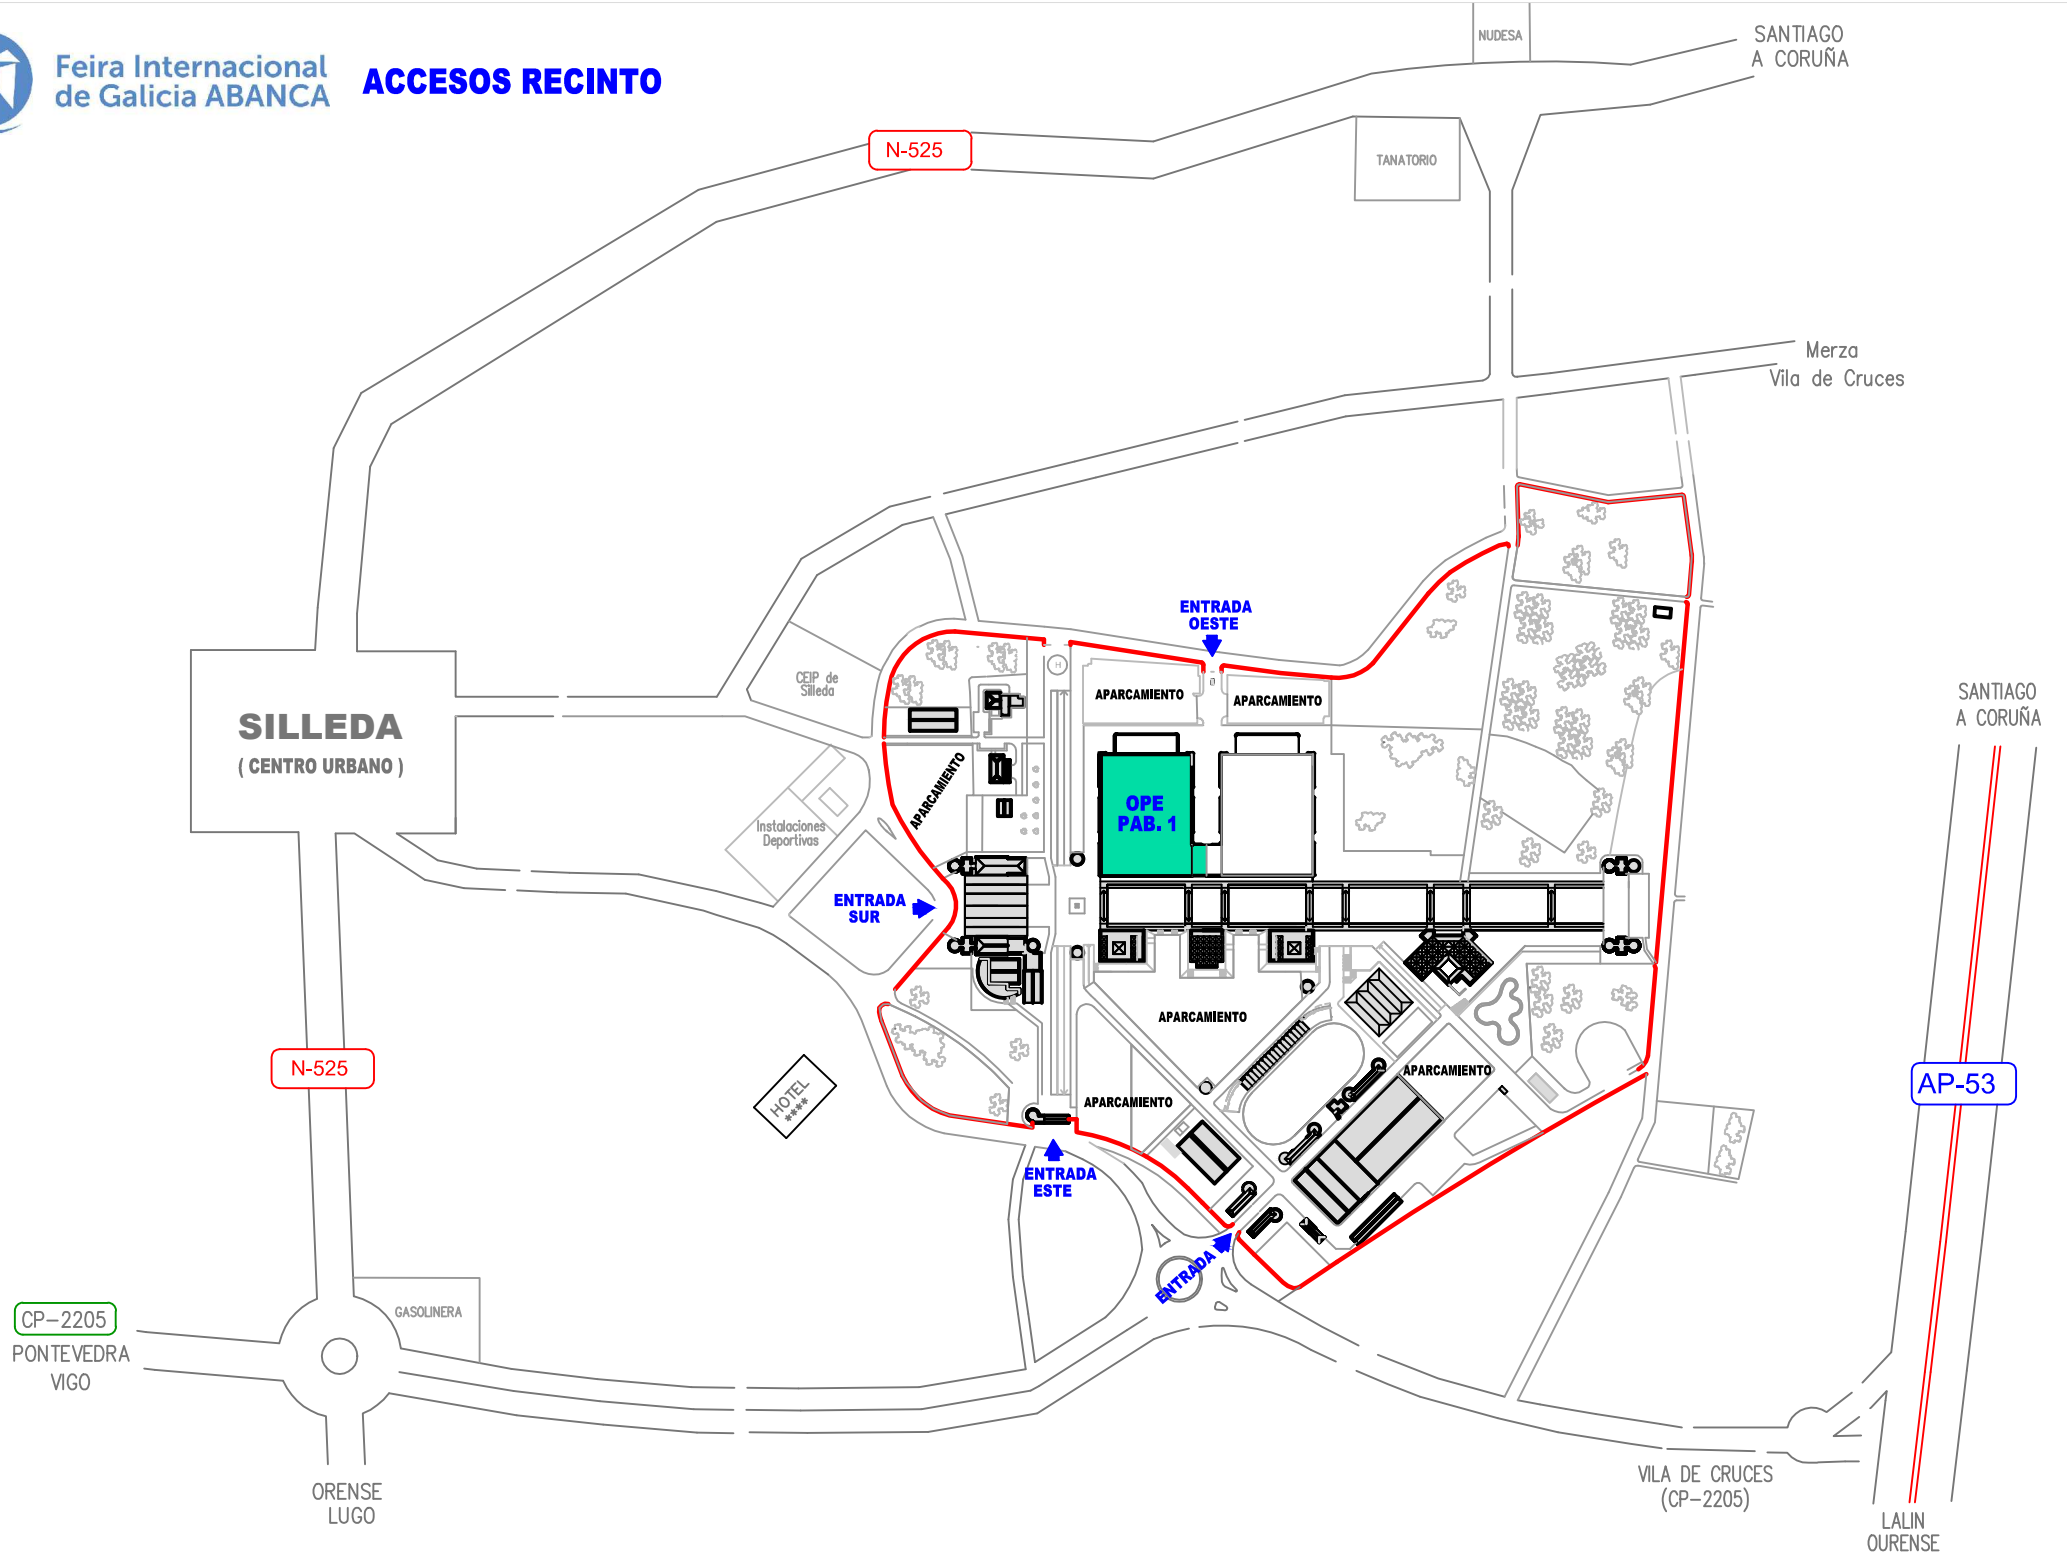 Feira Internacional
de Galicia ABANCA
ACCESOS RECINTO
NUDESA
SANTIAGO
A CORUÑA
N-525
TANATORIO
Merza
Vila de Cruces
ENTRADA
OESTE
H
CEIP de
Silleda
APARCAMIENTO
APARCAMIENTO
SILLEDA
( CENTRO URBANO )
SANTIAGO
A CORUÑA
APARCAMIENTO
OPE
PAB. 1
Instalaciones
Deportivas
ENTRADA
SUR
APARCAMIENTO
N-525
HOTEL
****
APARCAMIENTO
AP-53
APARCAMIENTO
ENTRADA
ESTE
ENTRADA
GASOLINERA
CP-2205
PONTEVEDRA
VIGO
ORENSE
LUGO
VILA DE CRUCES
(CP-2205)
LALIN
OURENSE